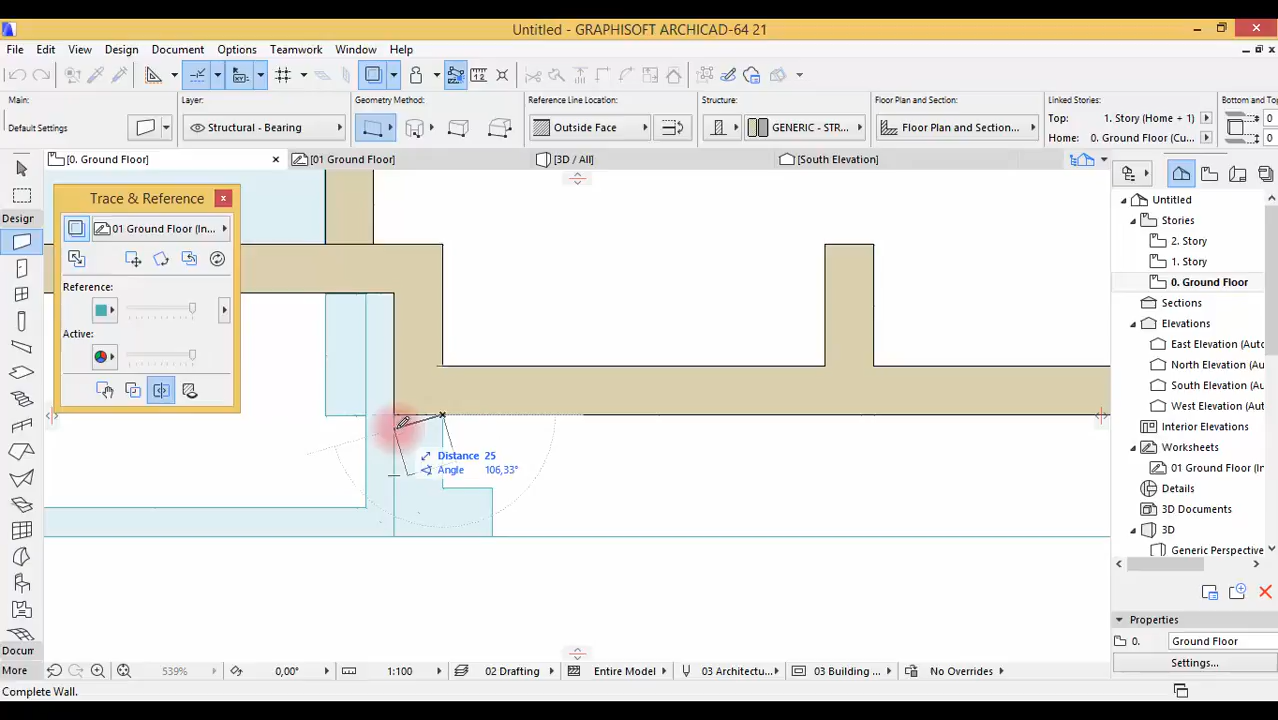 Untitled - GRAPHISOFT ARCHICAD-64 21
File Edit View Design Document Options Teamwork Window Help
Main:
Default Settings
Layer:
Structural - Bearing
Geometry Method:
Reference Line Location:
Outside Face
Structure:
GENERIC - STR...
Floor Plan and Section:
Floor Plan and Section...
Linked Stories:
Top: 1. Story (Home + 1)
Home: 0. Ground Floor (Cu...
Bottom and Top
0
0
[0. Ground Floor]
[01 Ground Floor]
[3D / All]
[South Elevation]
Trace & Reference
01 Ground Floor (In...
Reference:
Active:
Design
Docum
More
Distance 25
Angle 106,33°
Untitled
Stories
2. Story
1. Story
0. Ground Floor
Sections
Elevations
East Elevation (Aut
North Elevation (Au
South Elevation (Au
West Elevation (Aut
Interior Elevations
Worksheets
01 Ground Floor (In
Details
3D Documents
3D
Generic Perspective
Properties
0. Ground Floor
Settings...
539%
0,00°
1:100
02 Drafting
Entire Model
03 Architectu...
03 Building ...
No Overrides
Complete Wall.